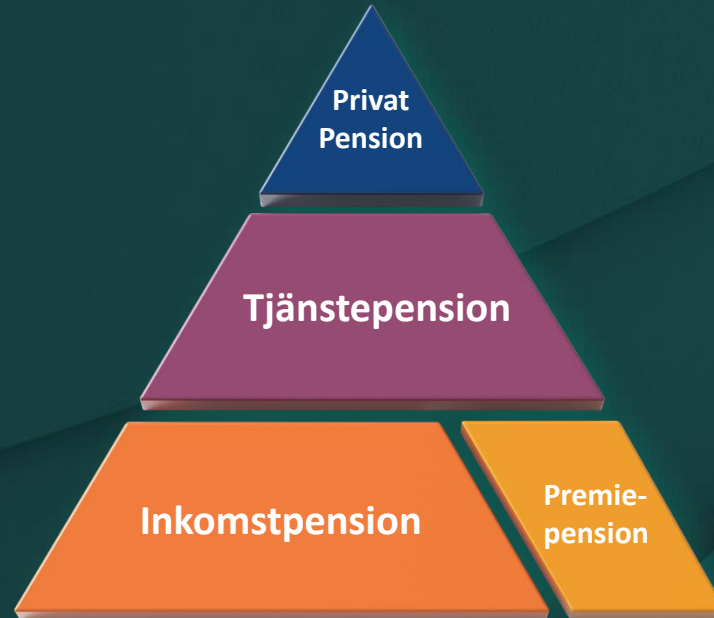 Privat
Pension
Tjänstepension
Inkomstpension
Premie-
pension